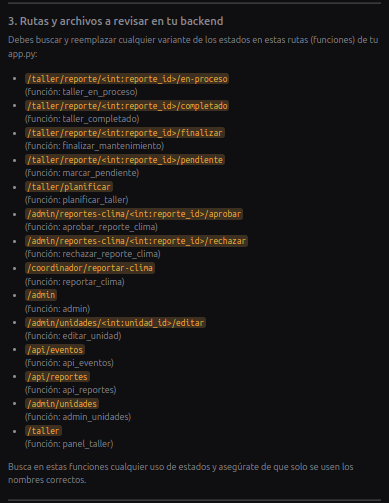 3. Rutas y archivos a revisar en tu backend
Debes buscar y reemplazar cualquier variante de los estados en estas rutas (funciones) de tu
app.py:
• /taller/reporte/<int:reporte_id>/en-proceso
(función: taller_en_proceso)
• /taller/reporte/<int:reporte_id>/completado
(función: taller_completado)
• /taller/reporte/<int:reporte_id>/finalizar
(función: finalizar_mantenimiento)
• /taller/reporte/<int:reporte_id>/pendiente
(función: marcar_pendiente)
• /taller/planificar
(función: planificar_taller)
• /admin/reportes-clima/<int:reporte_id>/aprobar
(función: aprobar_reporte_clima)
• /admin/reportes-clima/<int:reporte_id>/rechazar
(función: rechazar_reporte_clima)
• /coordinador/reportar-clima
(función: reportar_clima)
• /admin
(función: admin)
• /admin/unidades/<int:unidad_id>/editar
(función: editar_unidad)
• /api/eventos
(función: api_eventos)
• /api/reportes
(función: api_reportes)
• /admin/unidades
(función: admin_unidades)
• /taller
(función: panel_taller)
Busca en estas funciones cualquier uso de estados y asegúrate de que solo se usen los
nombres correctos.